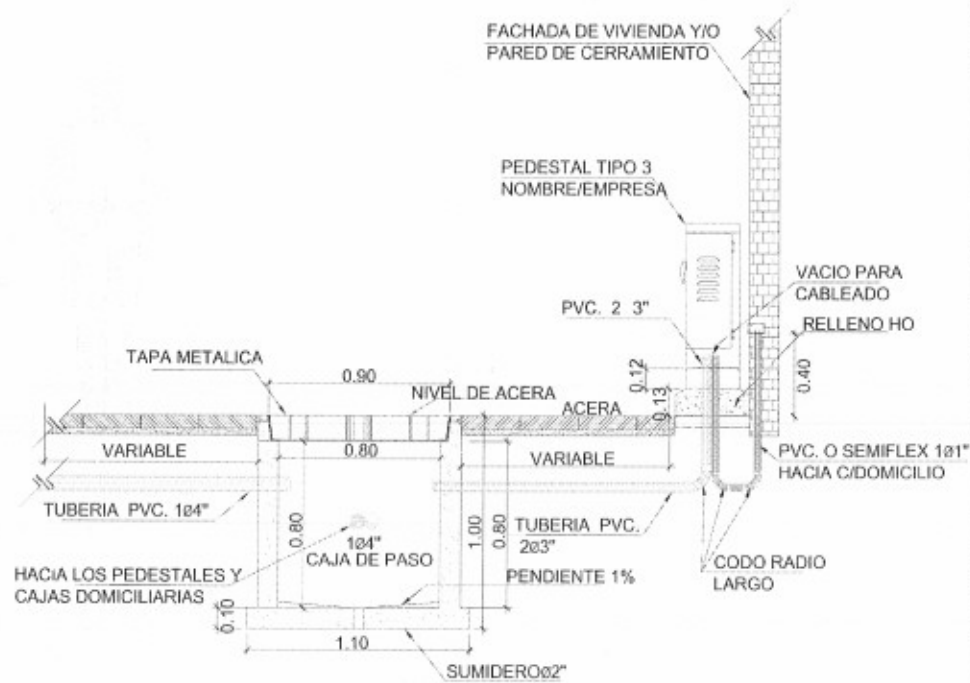 FACHADA DE VIVIENDA Y/O
PARED DE CERRAMIENTO
PEDESTAL TIPO 3
NOMBRE/EMPRESA
VACIO PARA
CABLEADO
PVC. 2 3"
RELLENO HO
TAPA METALICA
0.90
NIVEL DE ACERA
0.12
0.13
0.40
ACERA
VARIABLE
0.80
VARIABLE
PVC. O SEMIFLEX 1ø1"
HACIA C/DOMICILIO
TUBERIA PVC. 1ø4"
0.80
1ø4"
CAJA DE PASO
1.00
0.80
TUBERIA PVC.
2ø3"
HACIA LOS PEDESTALES Y
CAJAS DOMICILIARIAS
PENDIENTE 1%
CODO RADIO
LARGO
0.10
1.10
SUMIDEROø2"